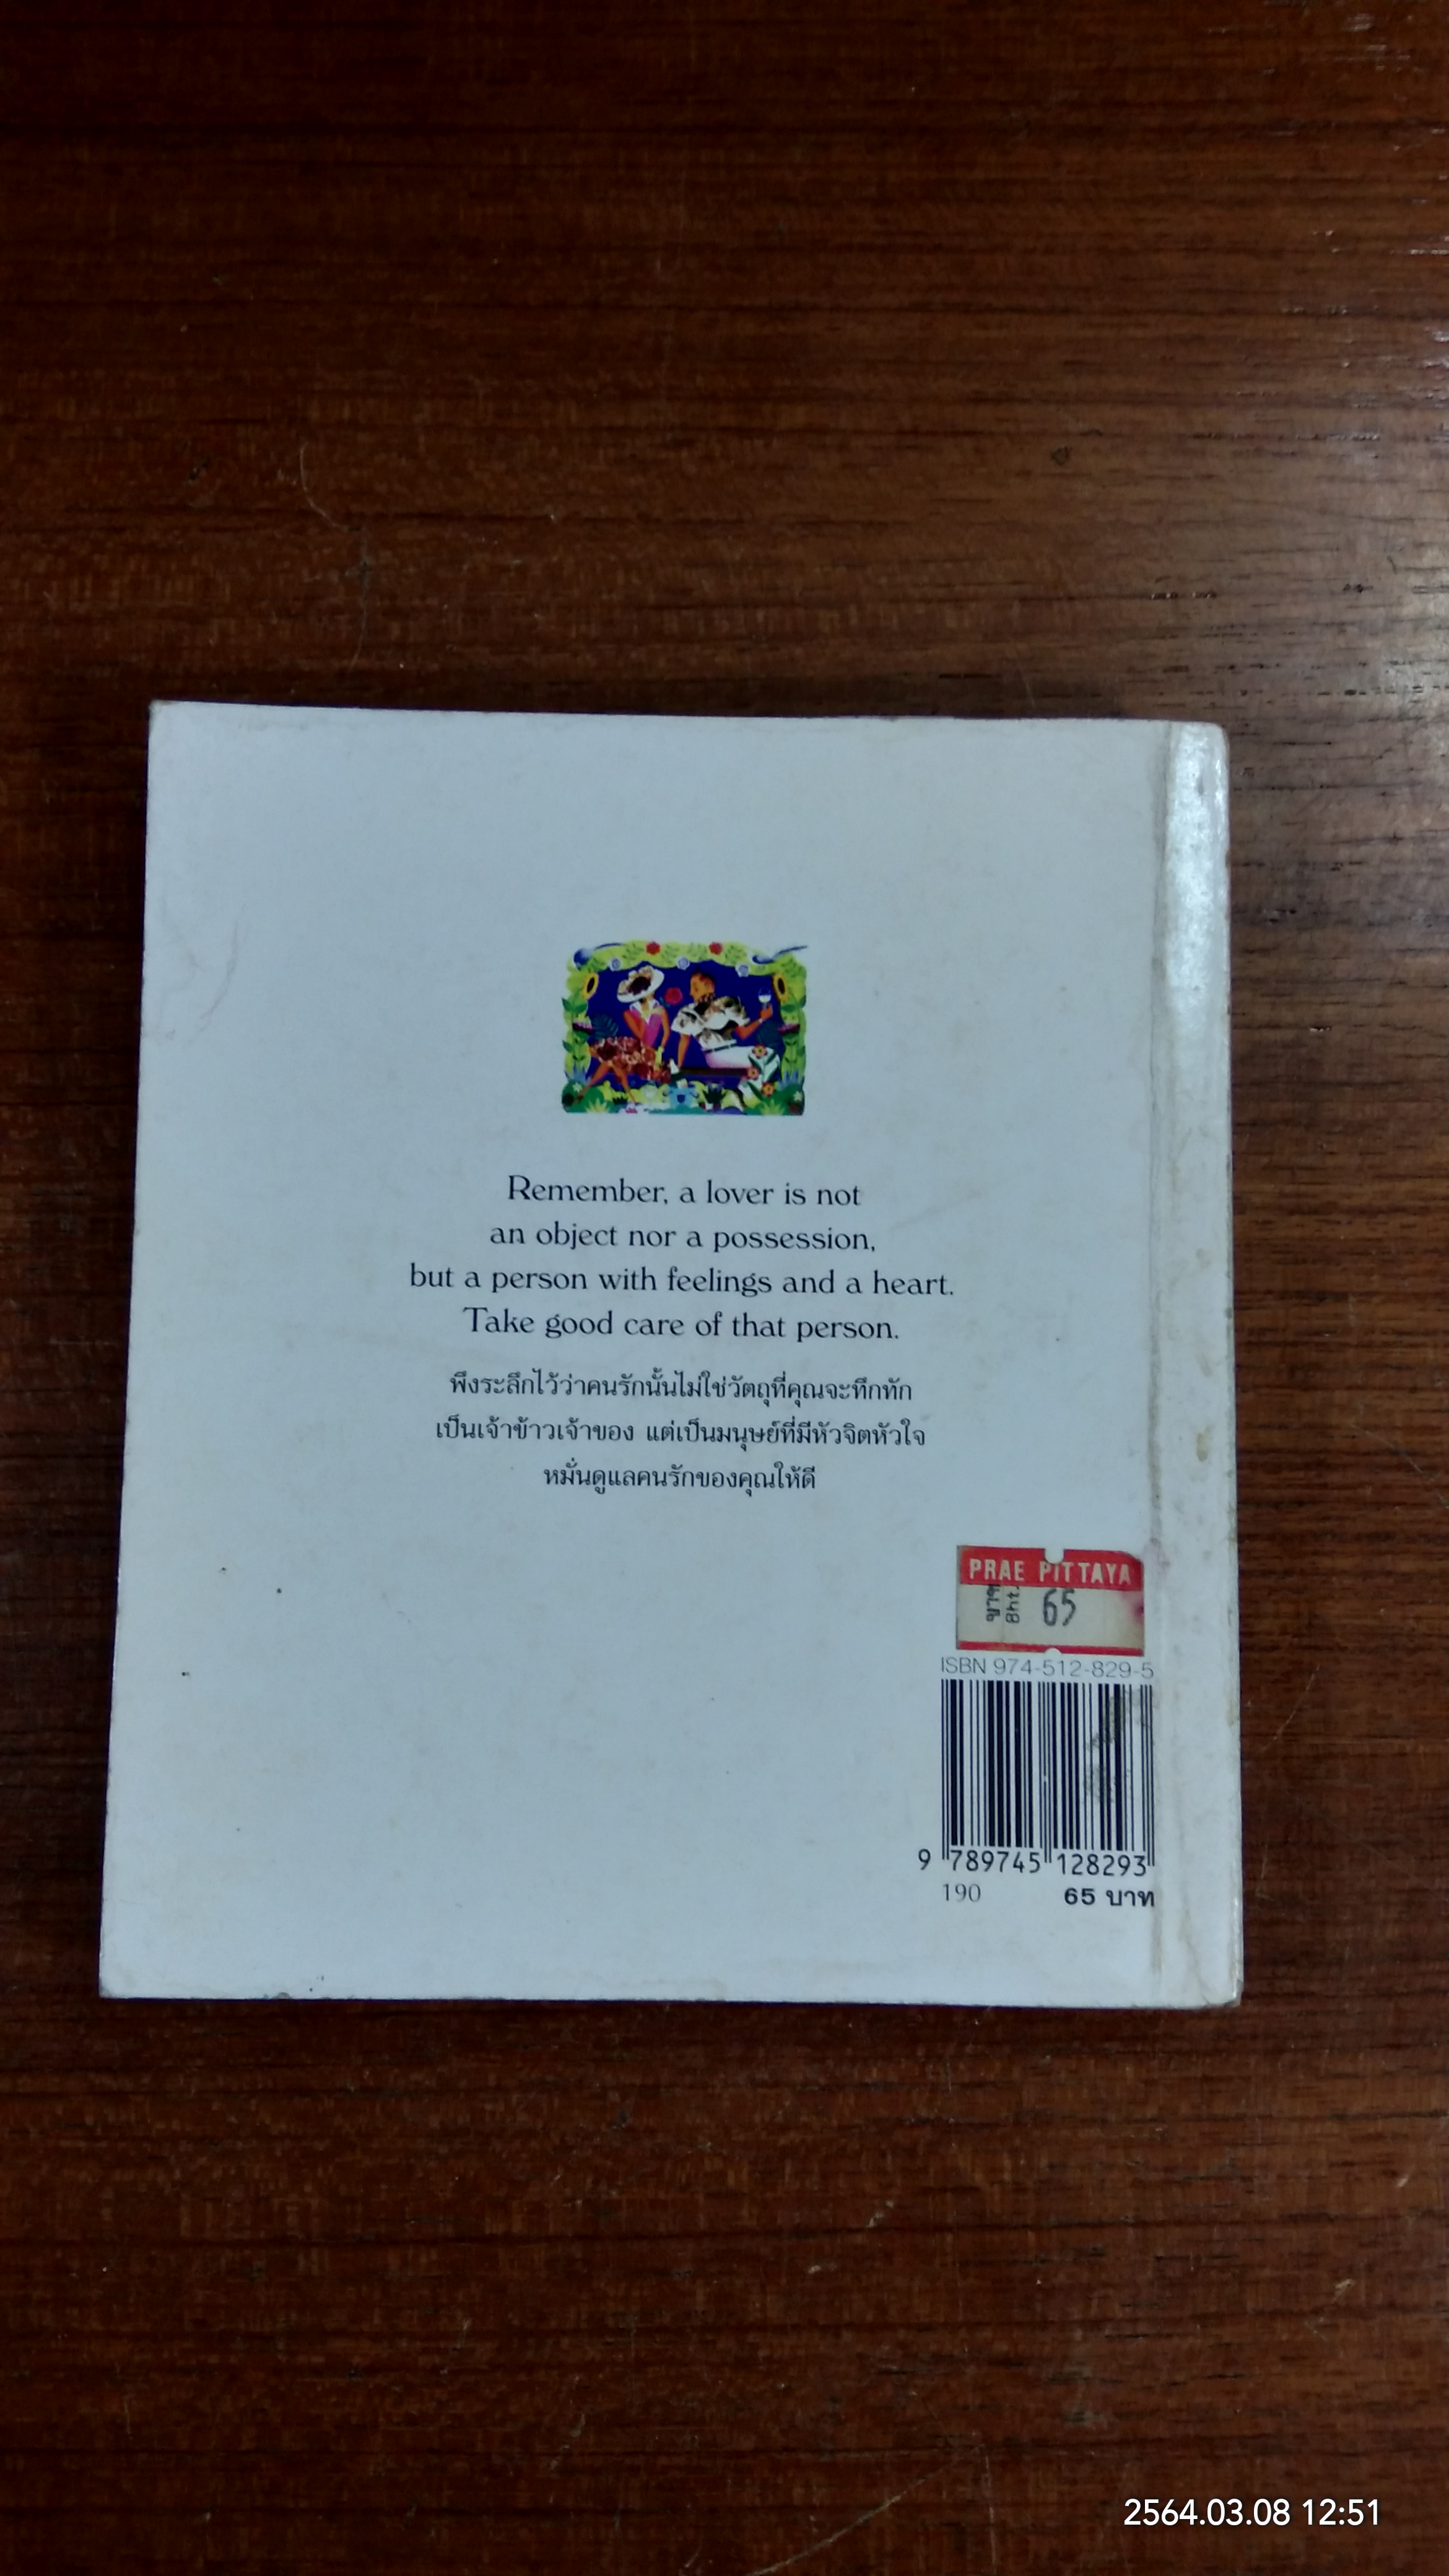 Remember, a lover is not
an object nor a possession,
but a person with feelings and a heart.
Take good care of that person.
พึงระลึกไว้ว่าคนรักนั้นไม่ใช่วัตถุที่คุณจะทึกทัก
เป็นเจ้าข้าวเจ้าของ แต่เป็นมนุษย์ที่มีหัวจิตหัวใจ
หมั่นดูแลคนรักของคุณให้ดี
PRAE PITTAYA
บาท
Bht.
65
ISBN 974-512-829-5
9 789745 128293
190 65 บาท
2564.03.08 12:51